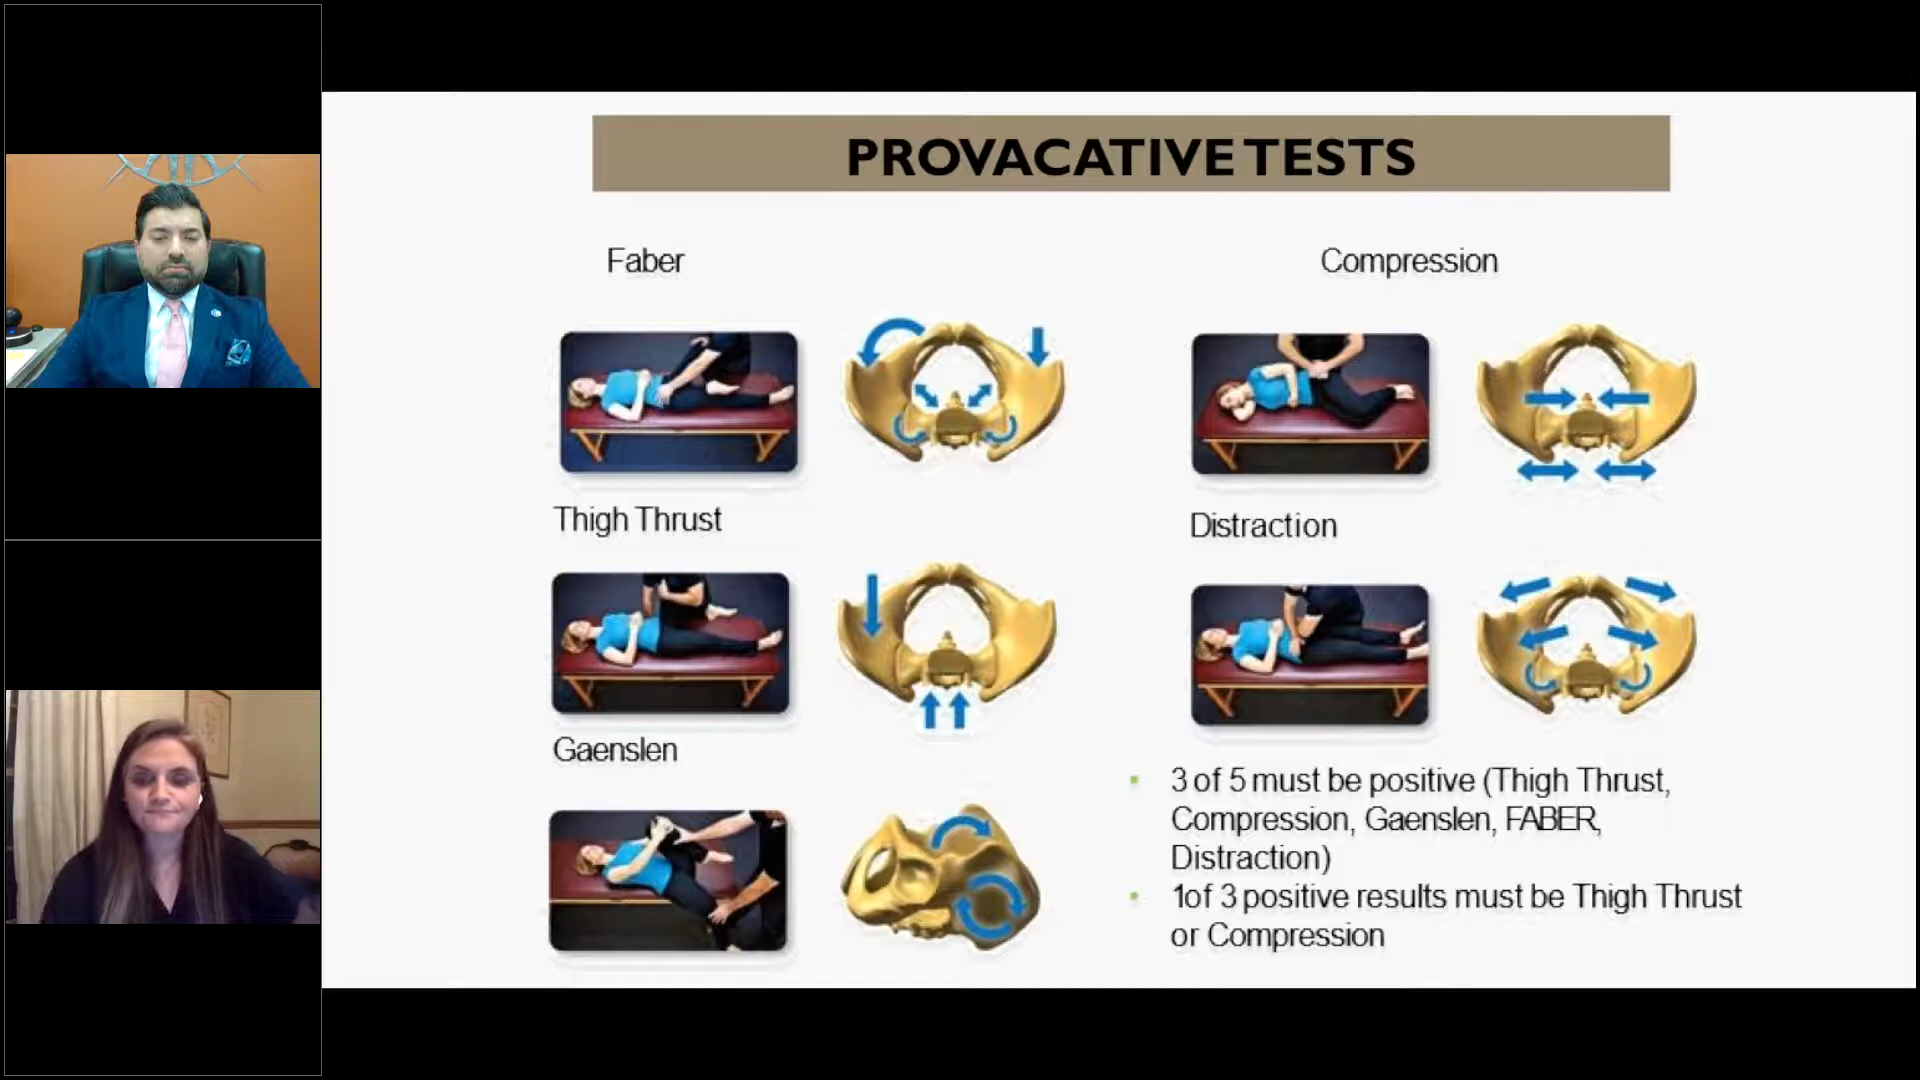 PROVACATIVE TESTS
Faber
Compression
Thigh Thrust
Distraction
Gaenslen
3 of 5 must be positive (Thigh Thrust,
Compression, Gaenslen, FABER,
Distraction)
1of 3 positive results must be Thigh Thrust
or Compression